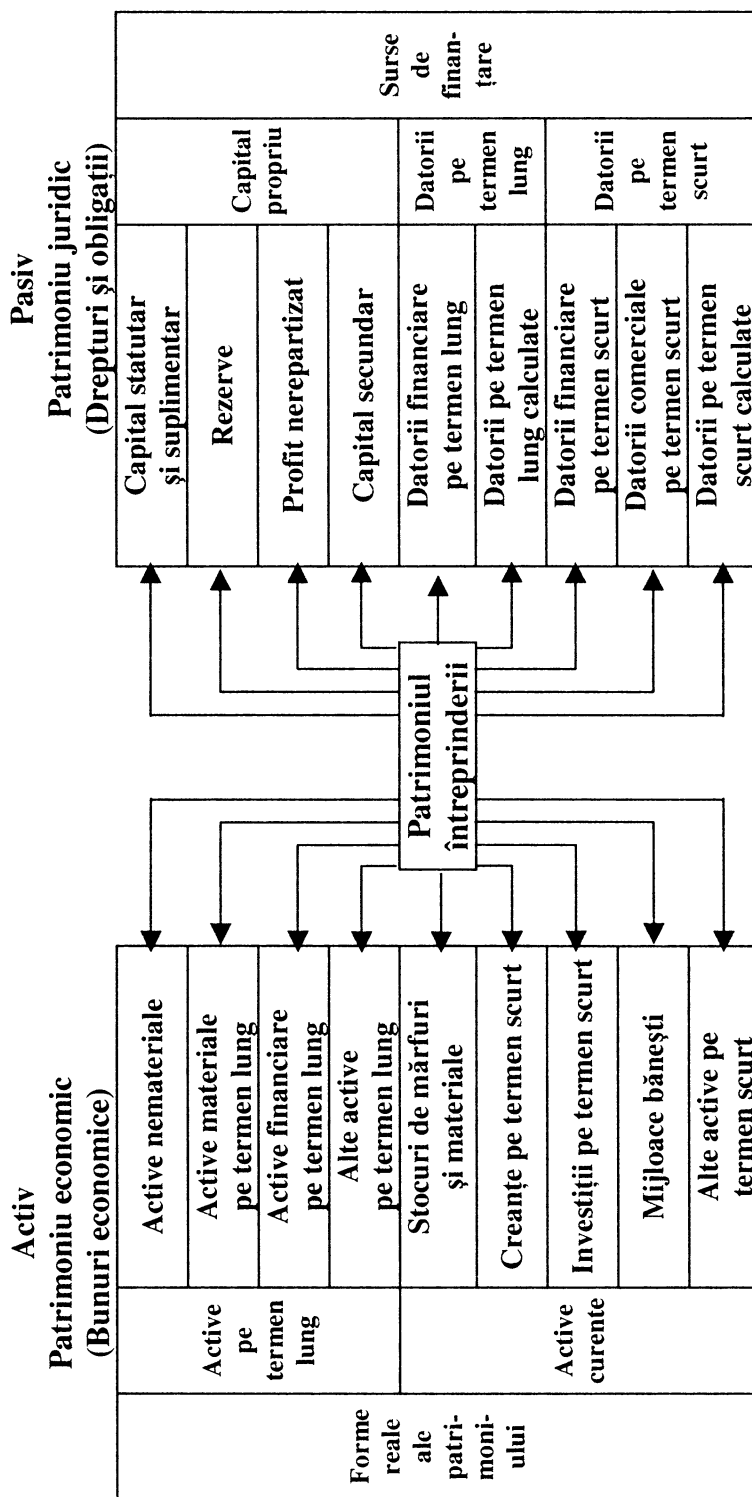 Activ
Patrimoniu economic
(Bunuri economice)
Forme
reale
ale
patri-
moni-
ului
Active
pe
termen
lung
Active
curente
Active nemateriale
Active materiale
pe termen lung
Active financiare
pe termen lung
Alte active
pe termen lung
Stocuri de mărfuri
și materiale
Creanțe pe termen scurt
Investiții pe termen scurt
Mijloace bănești
Alte active pe
termen scurt
Patrimoniul
întreprinderii
Pasiv
Patrimoniu juridic
(Drepturi și obligații)
Capital statutar
și suplimentar
Rezerve
Profit nerepartizat
Capital secundar
Datorii financiare
pe termen lung
Datorii pe termen
lung calculate
Datorii financiare
pe termen scurt
Datorii comerciale
pe termen scurt
Datorii pe termen
scurt calculate
Capital
propriu
Datorii
pe
termen
lung
Datorii
pe
termen
scurt
Surse
de
finan-
țare